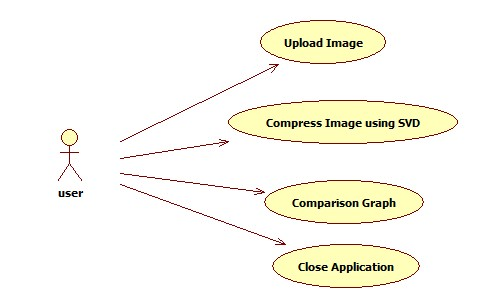 Upload Image
Compress Image using SVD
user
Comparison Graph
Close Application